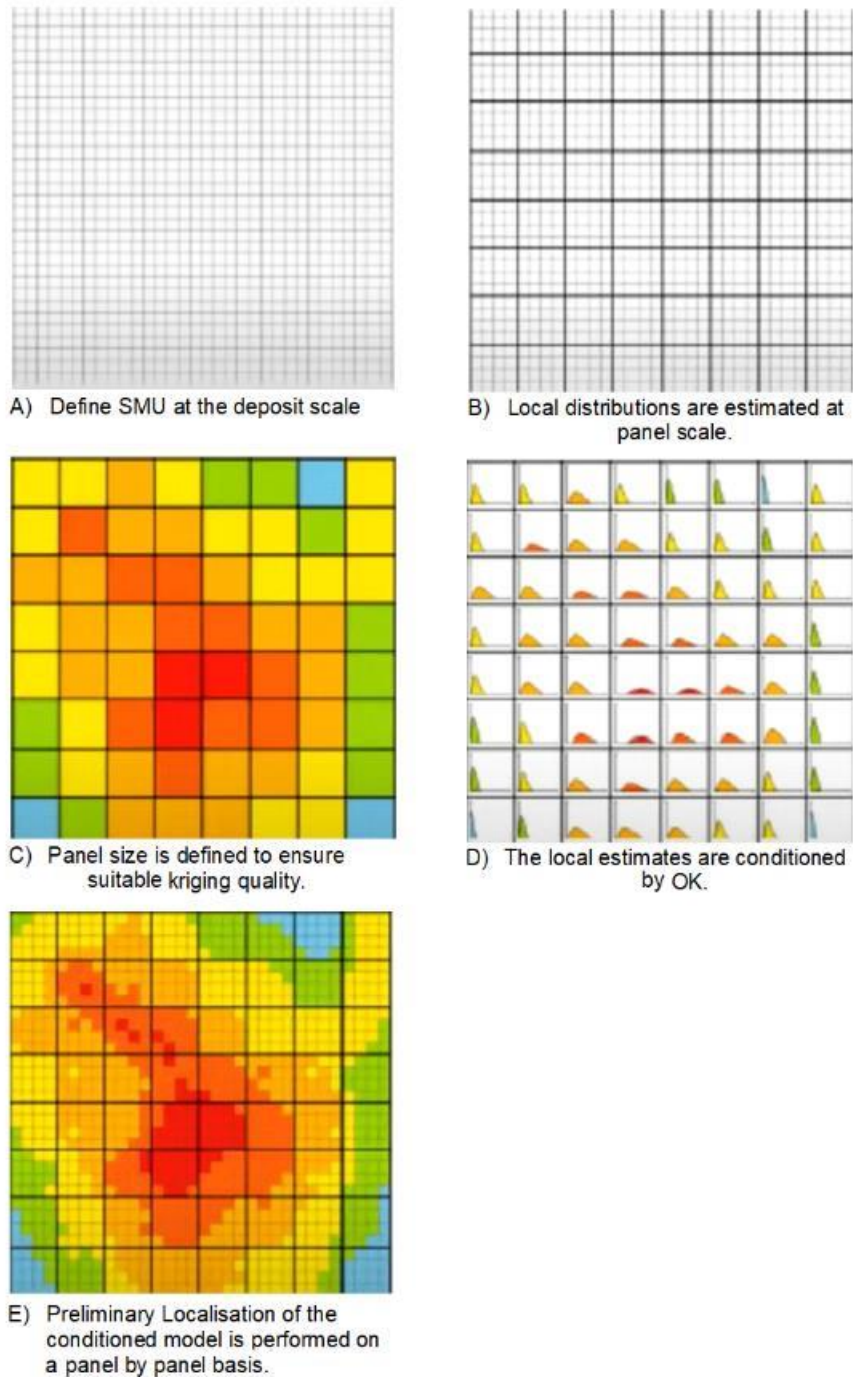 A) Define SMU at the deposit scale
B) Local distributions are estimated at
panel scale.
C) Panel size is defined to ensure
suitable kriging quality.
D) The local estimates are conditioned
by OK.
E) Preliminary Localisation of the
conditioned model is performed on
a panel by panel basis.